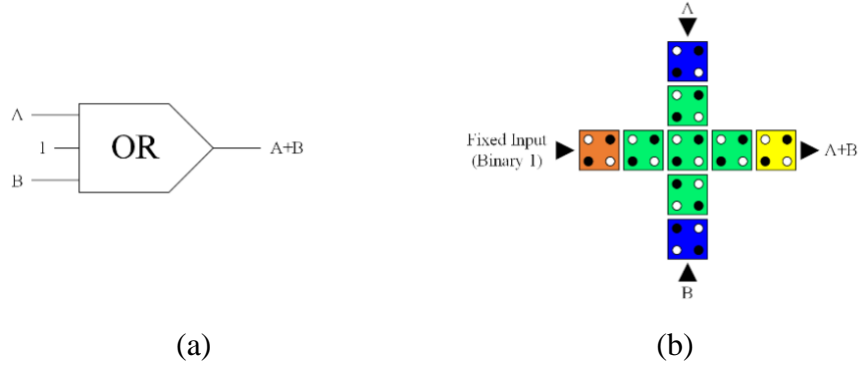 A
1
B
OR
A+B
(a)
A
Fixed Input
(Binary 1)
A+B
B
(b)